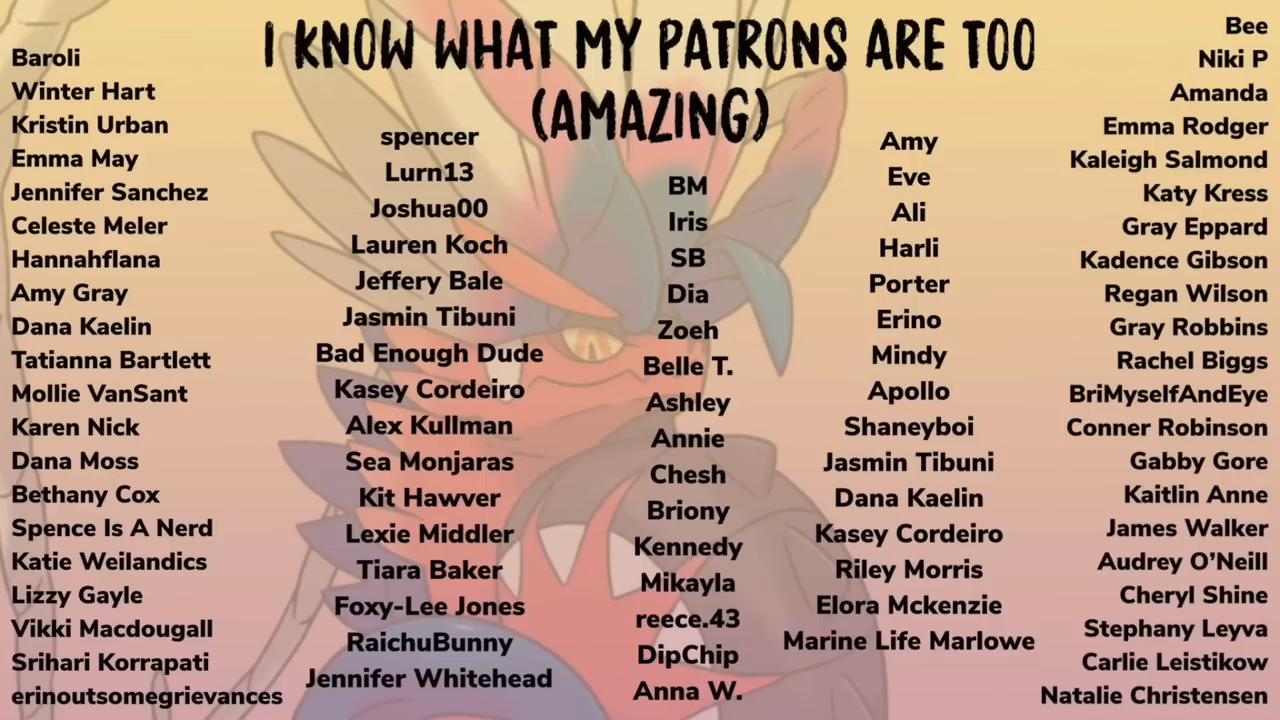 I KNOW WHAT MY PATRONS ARE TOO
(AMAZING)
Baroli
Winter Hart
Kristin Urban
Emma May
Jennifer Sanchez
Celeste Meler
Hannahflana
Amy Gray
Dana Kaelin
Tatianna Bartlett
Mollie VanSant
Karen Nick
Dana Moss
Bethany Cox
Spence Is A Nerd
Katie Weilandics
Lizzy Gayle
Vikki Macdougall
Srihari Korrapati
erinoutsomegrievances
spencer
Lurn13
Joshua00
Lauren Koch
Jeffery Bale
Jasmin Tibuni
Bad Enough Dude
Kasey Cordeiro
Alex Kullman
Sea Monjaras
Kit Hawver
Lexie Middler
Tiara Baker
Foxy-Lee Jones
RaichuBunny
Jennifer Whitehead
BM
Iris
SB
Dia
Zoeh
Belle T.
Ashley
Annie
Chesh
Briony
Kennedy
Mikayla
reece.43
DipChip
Anna W.
Amy
Eve
Ali
Harli
Porter
Erino
Mindy
Apollo
Shaneyboi
Jasmin Tibuni
Dana Kaelin
Kasey Cordeiro
Riley Morris
Elora Mckenzie
Marine Life Marlowe
Bee
Niki P
Amanda
Emma Rodger
Kaleigh Salmond
Katy Kress
Gray Eppard
Kadence Gibson
Regan Wilson
Gray Robbins
Rachel Biggs
BriMyselfAndEye
Conner Robinson
Gabby Gore
Kaitlin Anne
James Walker
Audrey O’Neill
Cheryl Shine
Stephany Leyva
Carlie Leistikow
Natalie Christensen